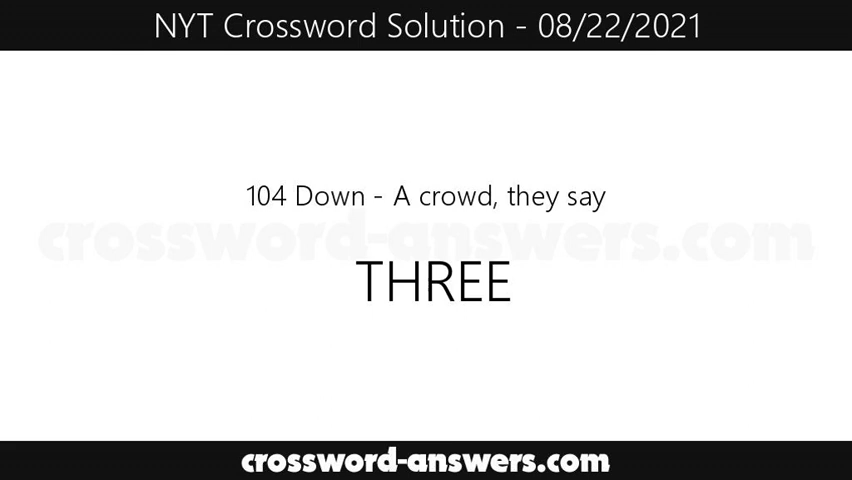 NYT Crossword Solution - 08/22/2021
104 Down - A crowd, they say
crossword-answers.com
THREE
crossword-answers.com